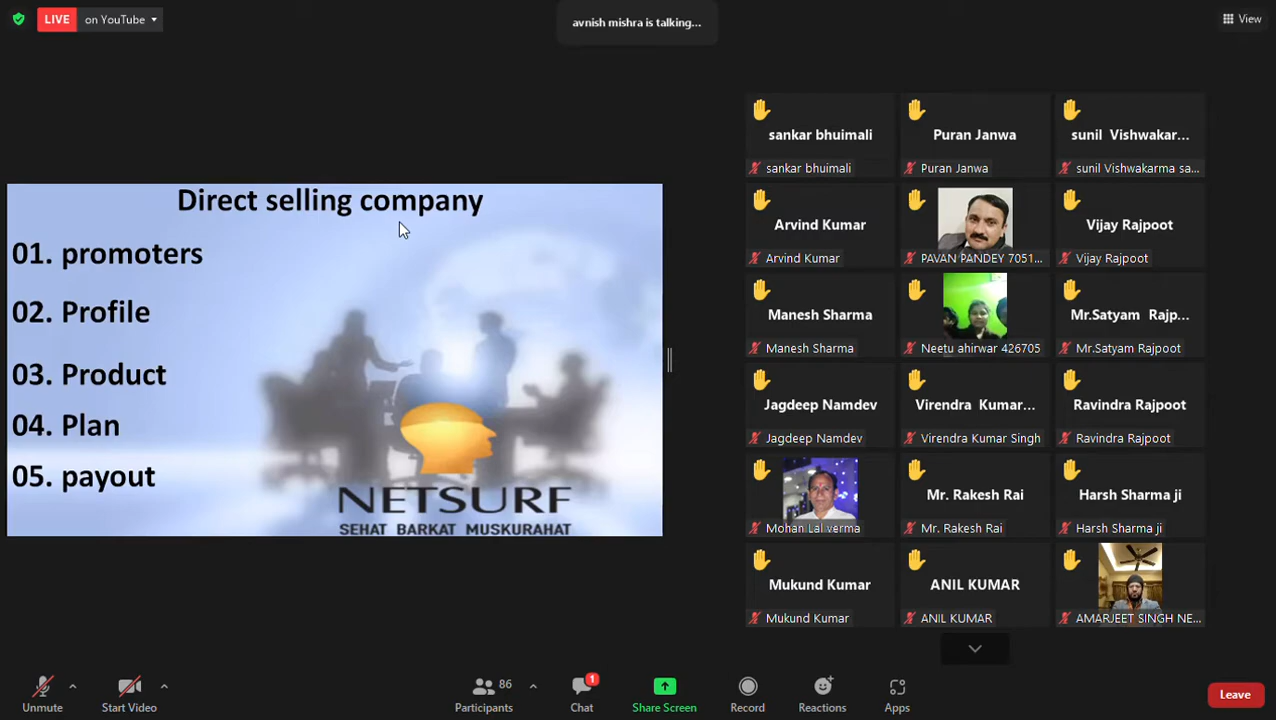 LIVE on YouTube
avnish mishra is talking...
View
Direct selling company
01. promoters
02. Profile
03. Product
04. Plan
05. payout
NETSURF
SEHAT BARKAT MUSKURAHAT
sankar bhuimali
sankar bhuimali
Puran Janwa
Puran Janwa
sunil Vishwakar...
sunil Vishwakarma sa...
Arvind Kumar
Arvind Kumar
PAVAN PANDEY 7051...
Vijay Rajpoot
Vijay Rajpoot
Manesh Sharma
Manesh Sharma
Neetu ahirwar 426705
Mr.Satyam Rajp...
Mr.Satyam Rajpoot
Jagdeep Namdev
Jagdeep Namdev
Virendra Kumar...
Virendra Kumar Singh
Ravindra Rajpoot
Ravindra Rajpoot
Mohan Lal verma
Mr. Rakesh Rai
Mr. Rakesh Rai
Harsh Sharma ji
Harsh Sharma ji
Mukund Kumar
Mukund Kumar
ANIL KUMAR
ANIL KUMAR
AMARJEET SINGH NE...
Unmute
Start Video
86
Participants
1
Chat
Share Screen
Record
Reactions
Apps
Leave